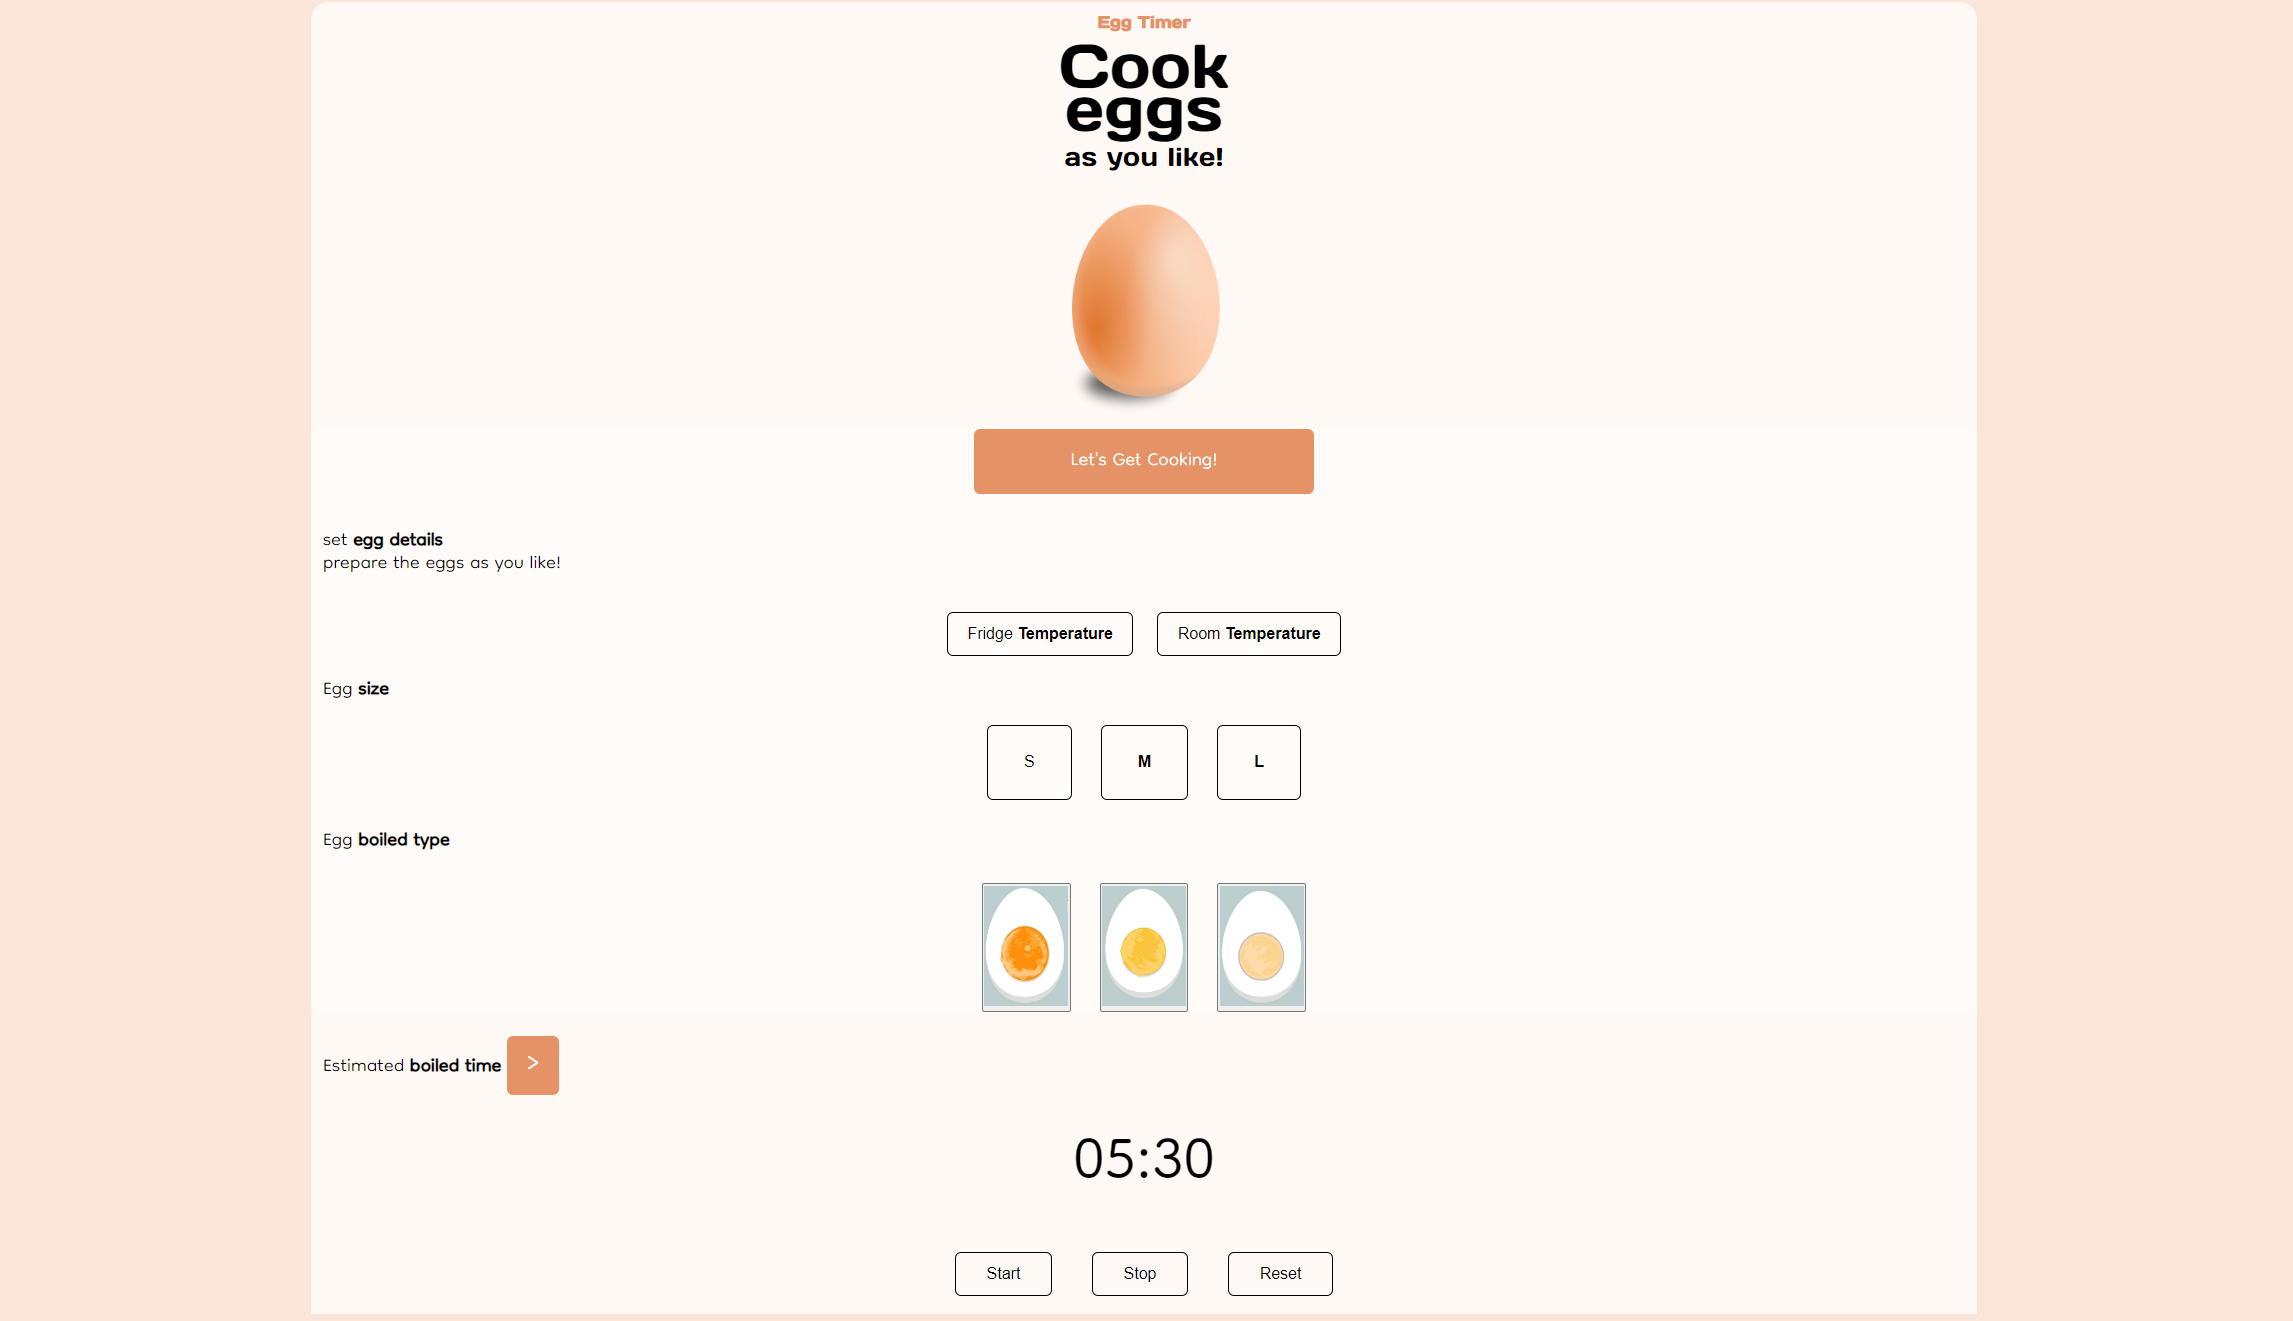 Egg Timer
Cook
eggs
as you like!
Let's Get Cooking!
set egg details
prepare the eggs as you like!
Fridge Temperature Room Temperature
Egg size
S M L
Egg boiled type
Estimated boiled time >
05:30
Start Stop Reset